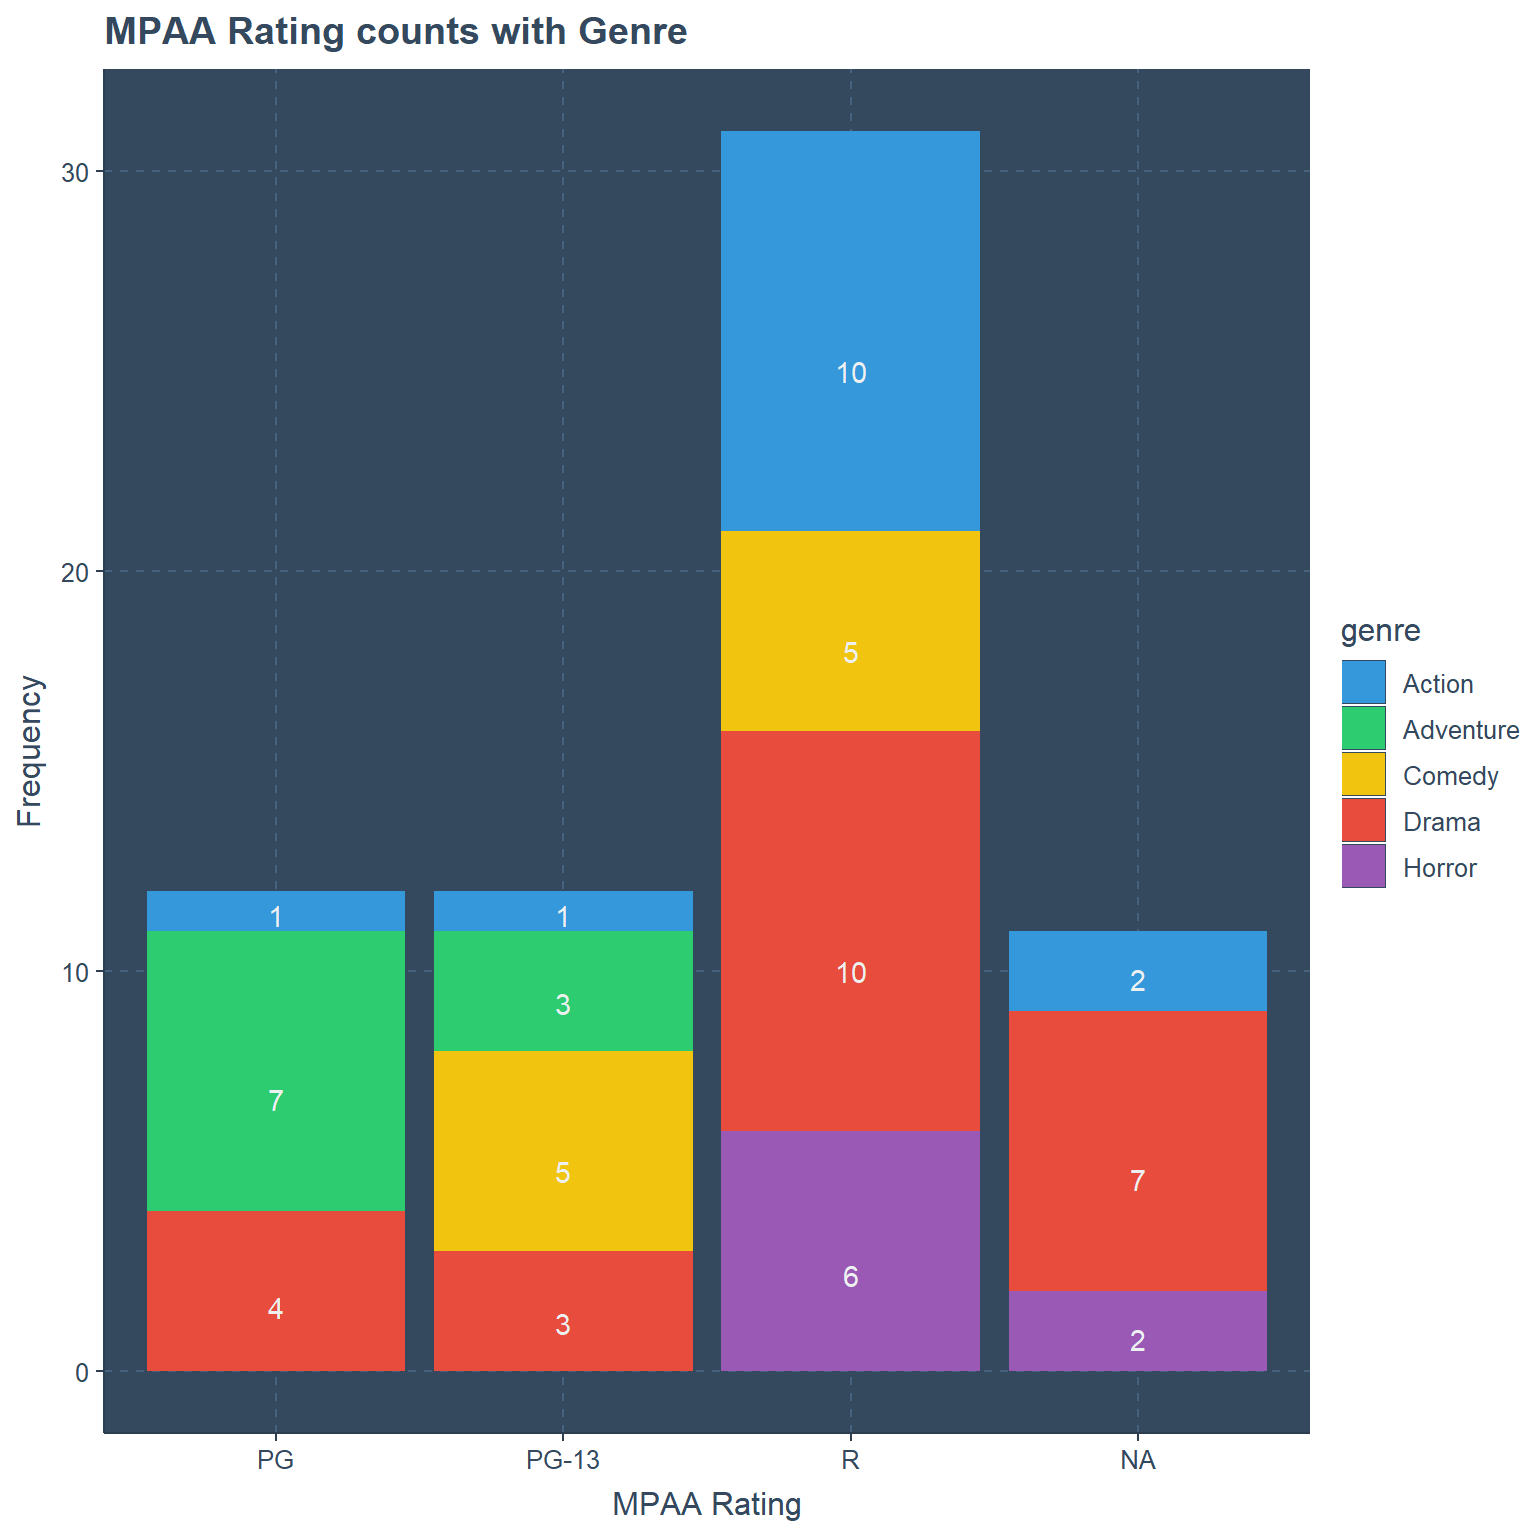 MPAA Rating counts with Genre
Frequency
30
20
10
0
1
7
4
1
3
5
3
10
5
10
6
2
7
2
PG
PG-13
R
NA
MPAA Rating
genre
Action
Adventure
Comedy
Drama
Horror